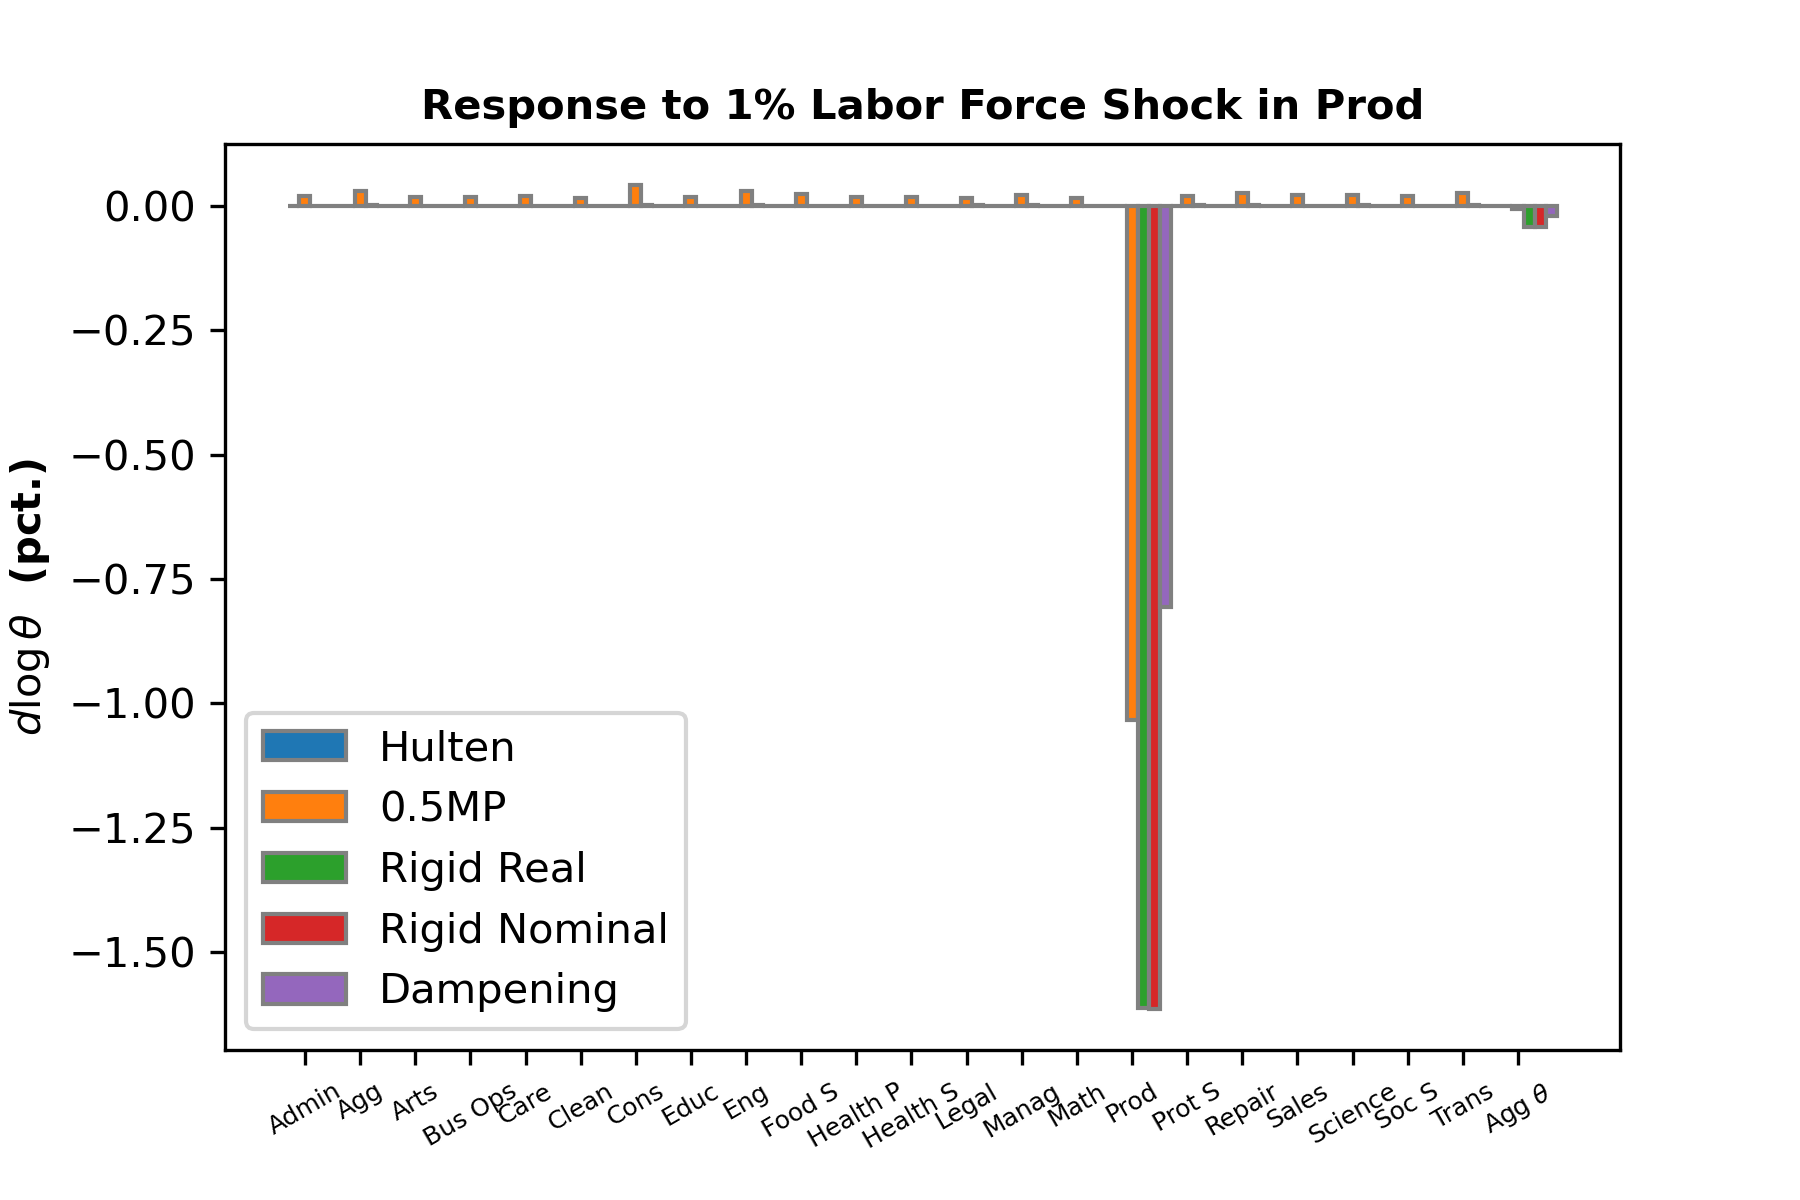 Response to 1% Labor Force Shock in Prod
d log θ (pct.)
0.00
−0.25
−0.50
−0.75
−1.00
−1.25
−1.50
Hulten
0.5MP
Rigid Real
Rigid Nominal
Dampening
Admin
Agg
Arts
Bus Ops
Care
Clean
Cons
Educ
Eng
Food S
Health P
Health S
Legal
Manag
Math
Prod
Prot S
Repair
Sales
Science
Soc S
Trans
Agg θ